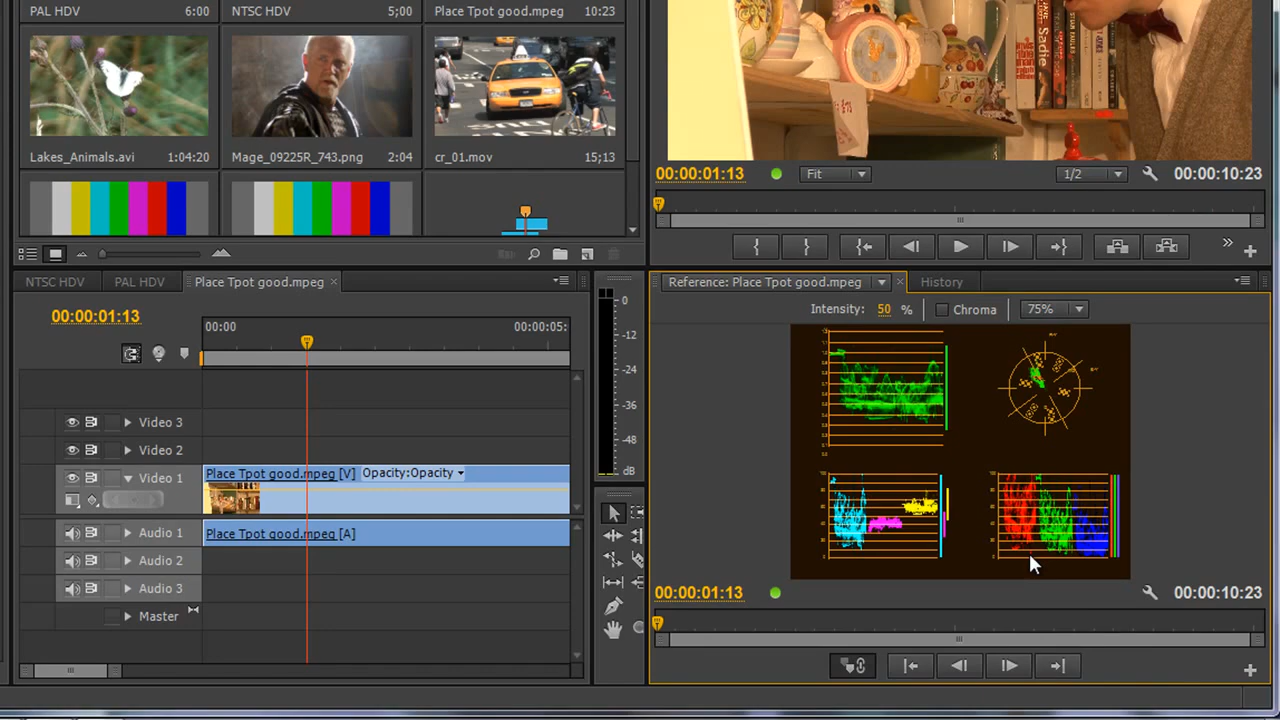 PAL HDV 6:00 NTSC HDV 5;00 Place Tpot good.mpeg 10:23
Sadie
Lakes_Animals.avi 1:04:20 Mage_09225R_743.png 2:04 cr_01.mov 15;13
00:00:01:13 Fit 1/2 00:00:10:23
NTSC HDV PAL HDV Place Tpot good.mpeg × Reference: Place Tpot good.mpeg × History
00:00:01:13
00:00 00:00:05:
Intensity: 50 % Chroma 75%
0
-12
-24
-36
-48
dB
Video 3
Video 2
Video 1 Place Tpot good.mpeg [V] Opacity:Opacity
Audio 1 Place Tpot good.mpeg [A]
Audio 2
Audio 3
Master
00:00:01:13 00:00:10:23